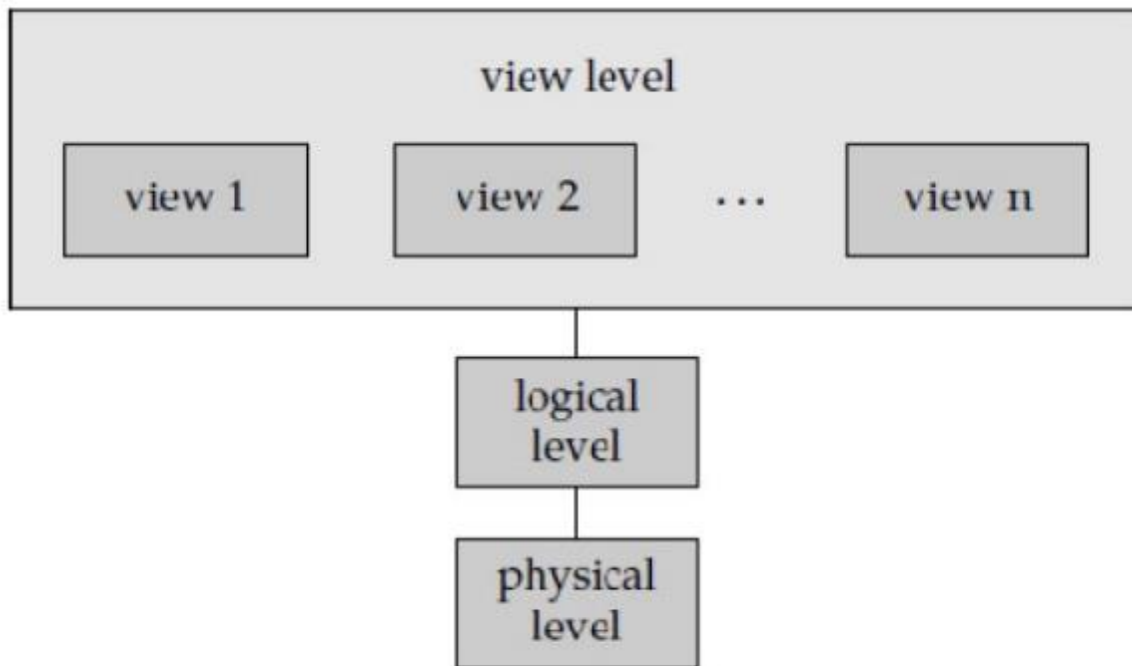 view level
view 1
view 2
...
view n
logical
level
physical
level